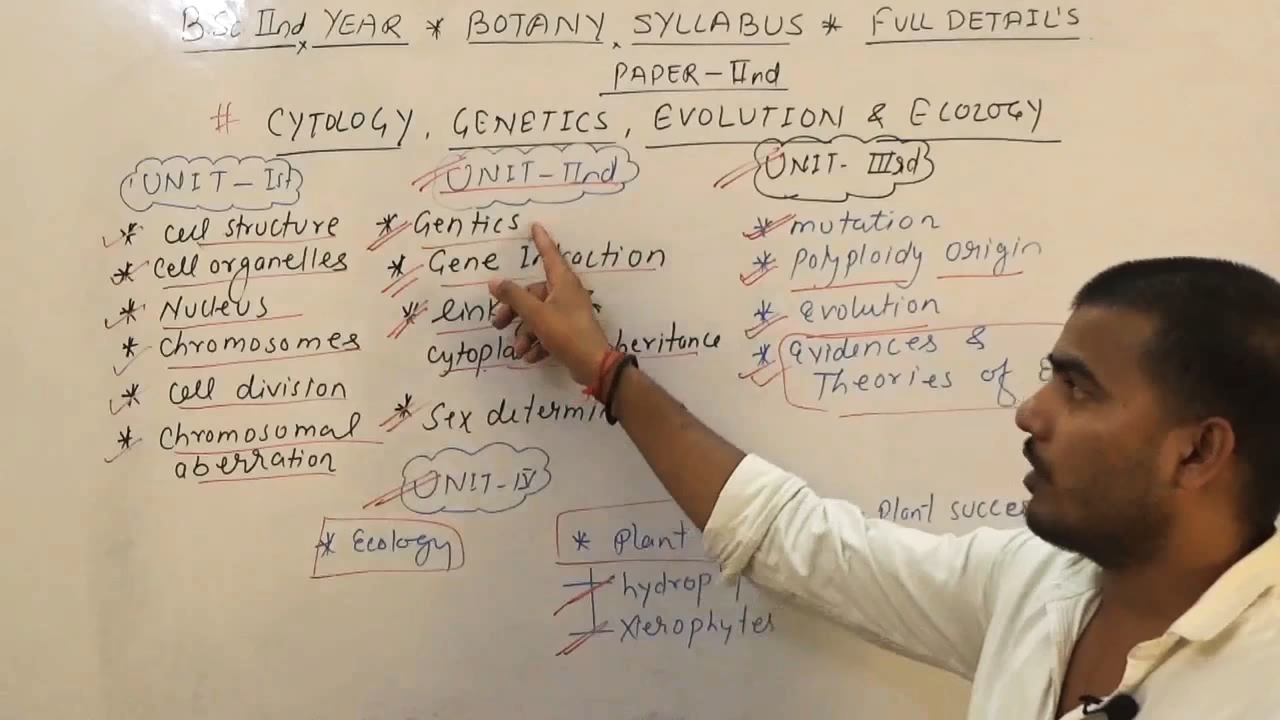 B.Sc IInd YEAR * BOTANY SYLLABUS * FULL DETAIL'S
PAPER-IInd
# CYTOLOGY, GENETICS, EVOLUTION & ECOLOGY
UNIT-Ist
* cell structure
* cell organelles
* Nucleus
* chromosomes
* cell division
* chromosomal
aberration
UNIT-IInd
* Gentics
* Gene
*
inheritance
* Sex
UNIT-IIIrd
* mutation
* Polyploidy origin
* Evolution
* Evidences &
Theories of
UNIT-IV
* Ecology
* Plant
Plant
Xerophytes